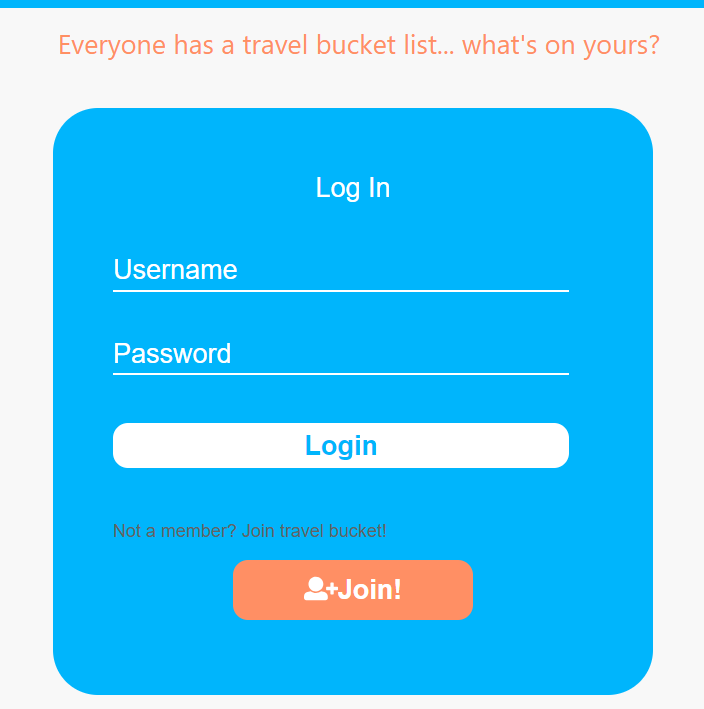 Everyone has a travel bucket list... what's on yours?
Log In
Username
Password
Login
Not a member? Join travel bucket!
Join!